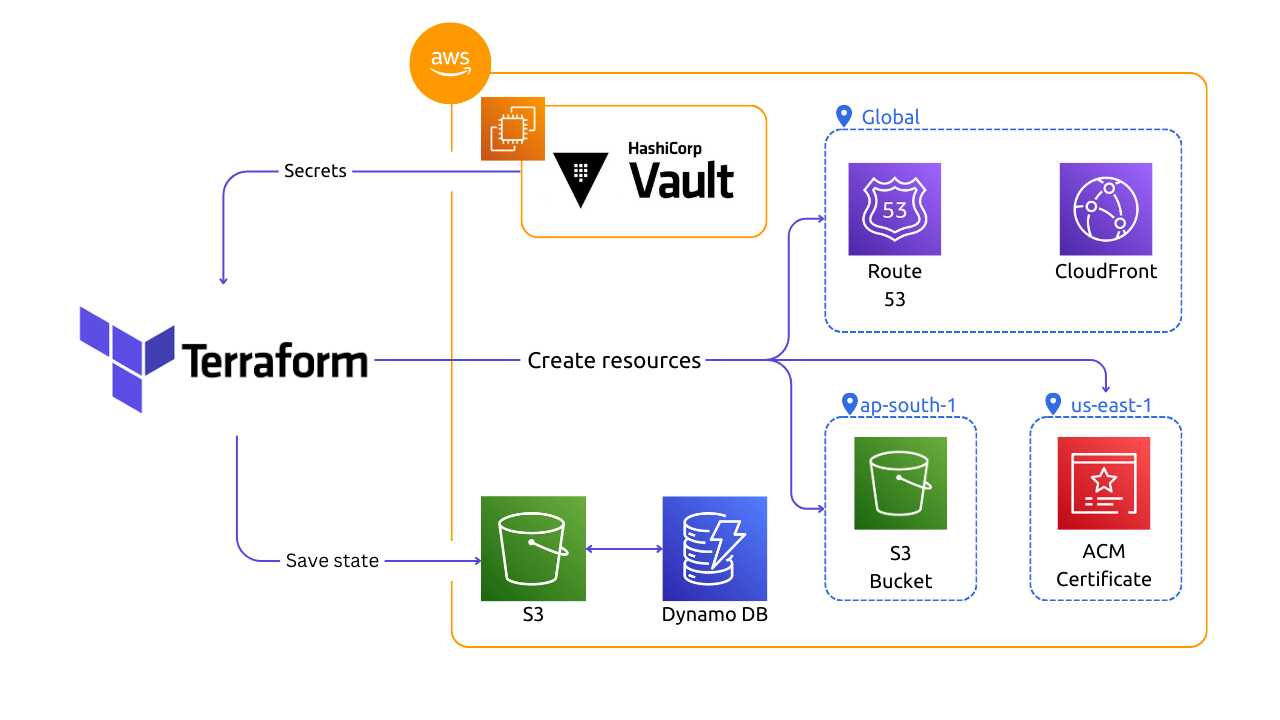 aws
HashiCorp
Vault
Secrets
Global
53
Route
53
CloudFront
Terraform
Create resources
ap-south-1
us-east-1
S3
Bucket
ACM
Certificate
Save state
S3
Dynamo DB